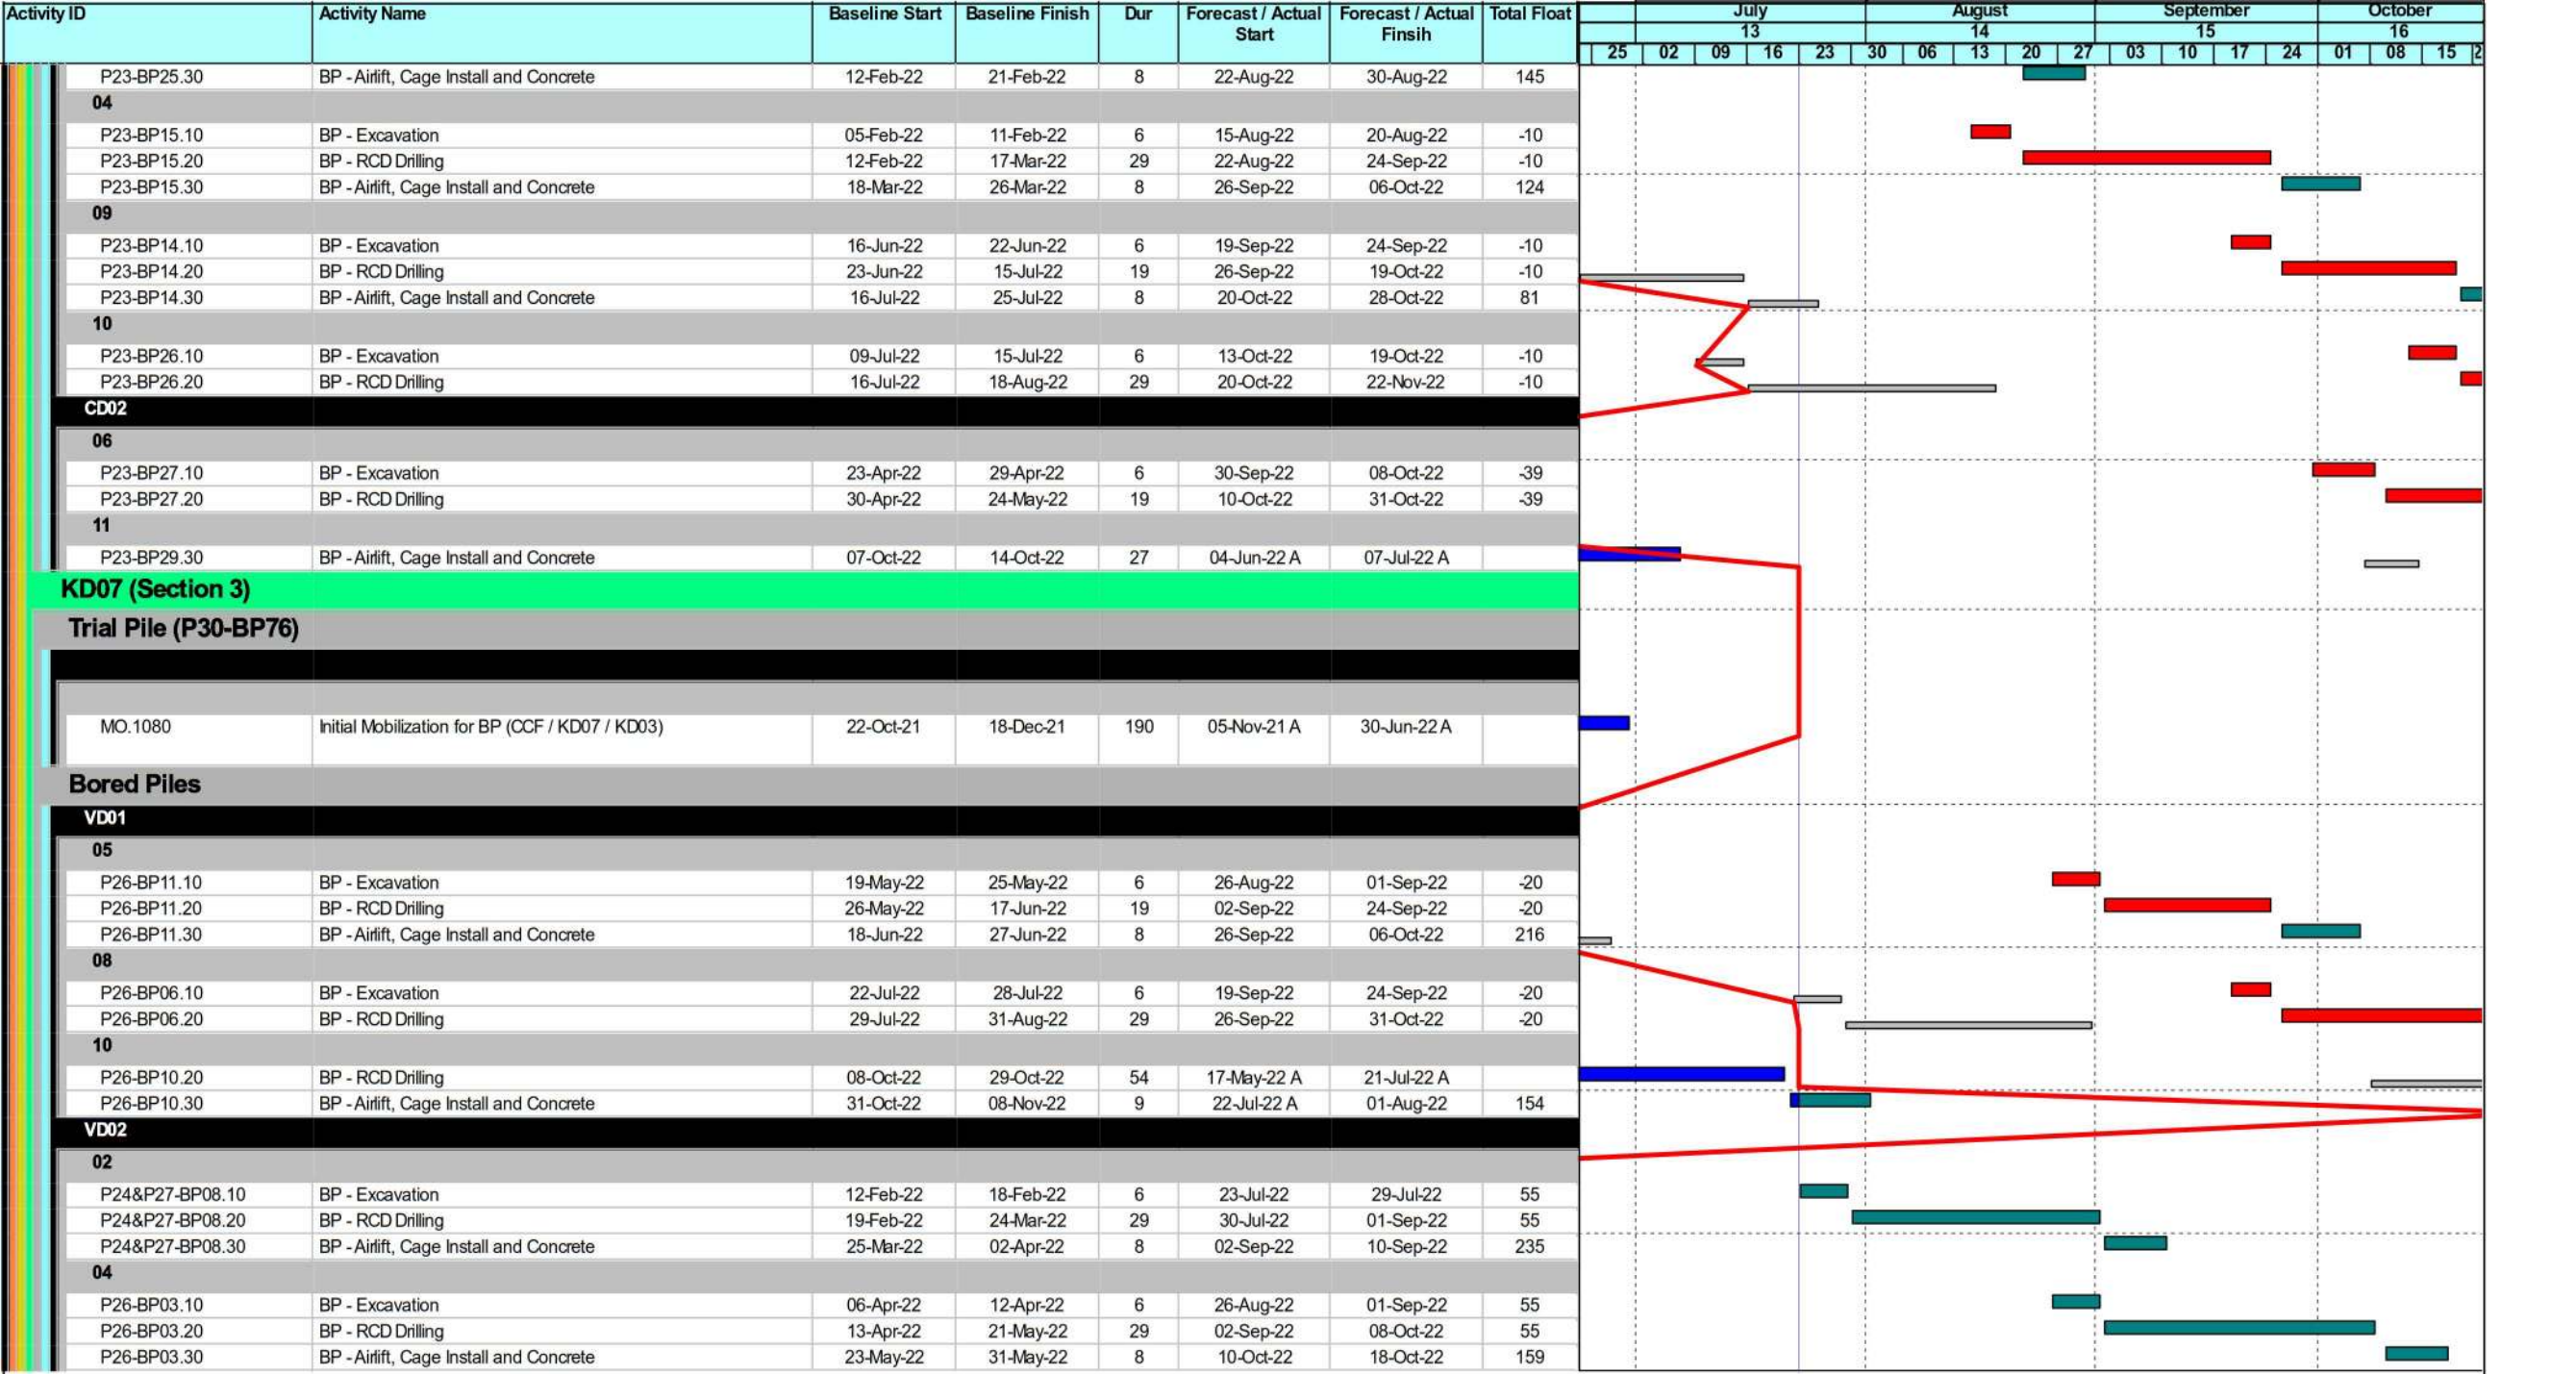 Activity ID Activity Name Baseline Start Baseline Finish Dur Forecast / Actual Start Forecast / Actual Finsih Total Float July August September October
13 14 15 16
25 02 09 16 23 30 06 13 20 27 03 10 17 24 01 08 15 2
P23-BP25.30 BP - Airlift, Cage Install and Concrete 12-Feb-22 21-Feb-22 8 22-Aug-22 30-Aug-22 145
04
P23-BP15.10 BP - Excavation 05-Feb-22 11-Feb-22 6 15-Aug-22 20-Aug-22 -10
P23-BP15.20 BP - RCD Drilling 12-Feb-22 17-Mar-22 29 22-Aug-22 24-Sep-22 -10
P23-BP15.30 BP - Airlift, Cage Install and Concrete 18-Mar-22 26-Mar-22 8 26-Sep-22 06-Oct-22 124
09
P23-BP14.10 BP - Excavation 16-Jun-22 22-Jun-22 6 19-Sep-22 24-Sep-22 -10
P23-BP14.20 BP - RCD Drilling 23-Jun-22 15-Jul-22 19 26-Sep-22 19-Oct-22 -10
P23-BP14.30 BP - Airlift, Cage Install and Concrete 16-Jul-22 25-Jul-22 8 20-Oct-22 28-Oct-22 81
10
P23-BP26.10 BP - Excavation 09-Jul-22 15-Jul-22 6 13-Oct-22 19-Oct-22 -10
P23-BP26.20 BP - RCD Drilling 16-Jul-22 18-Aug-22 29 20-Oct-22 22-Nov-22 -10
CD02
06
P23-BP27.10 BP - Excavation 23-Apr-22 29-Apr-22 6 30-Sep-22 08-Oct-22 -39
P23-BP27.20 BP - RCD Drilling 30-Apr-22 24-May-22 19 10-Oct-22 31-Oct-22 -39
11
P23-BP29.30 BP - Airlift, Cage Install and Concrete 07-Oct-22 14-Oct-22 27 04-Jun-22 A 07-Jul-22 A
KD07 (Section 3)
Trial Pile (P30-BP76)
MO.1080 Initial Mobilization for BP (CCF / KD07 / KD03) 22-Oct-21 18-Dec-21 190 05-Nov-21 A 30-Jun-22 A
Bored Piles
VD01
05
P26-BP11.10 BP - Excavation 19-May-22 25-May-22 6 26-Aug-22 01-Sep-22 -20
P26-BP11.20 BP - RCD Drilling 26-May-22 17-Jun-22 19 02-Sep-22 24-Sep-22 -20
P26-BP11.30 BP - Airlift, Cage Install and Concrete 18-Jun-22 27-Jun-22 8 26-Sep-22 06-Oct-22 216
08
P26-BP06.10 BP - Excavation 22-Jul-22 28-Jul-22 6 19-Sep-22 24-Sep-22 -20
P26-BP06.20 BP - RCD Drilling 29-Jul-22 31-Aug-22 29 26-Sep-22 31-Oct-22 -20
10
P26-BP10.20 BP - RCD Drilling 08-Oct-22 29-Oct-22 54 17-May-22 A 21-Jul-22 A
P26-BP10.30 BP - Airlift, Cage Install and Concrete 31-Oct-22 08-Nov-22 9 22-Jul-22 A 01-Aug-22 154
VD02
02
P24&P27-BP08.10 BP - Excavation 12-Feb-22 18-Feb-22 6 23-Jul-22 29-Jul-22 55
P24&P27-BP08.20 BP - RCD Drilling 19-Feb-22 24-Mar-22 29 30-Jul-22 01-Sep-22 55
P24&P27-BP08.30 BP - Airlift, Cage Install and Concrete 25-Mar-22 02-Apr-22 8 02-Sep-22 10-Sep-22 235
04
P26-BP03.10 BP - Excavation 06-Apr-22 12-Apr-22 6 26-Aug-22 01-Sep-22 55
P26-BP03.20 BP - RCD Drilling 13-Apr-22 21-May-22 29 02-Sep-22 08-Oct-22 55
P26-BP03.30 BP - Airlift, Cage Install and Concrete 23-May-22 31-May-22 8 10-Oct-22 18-Oct-22 159